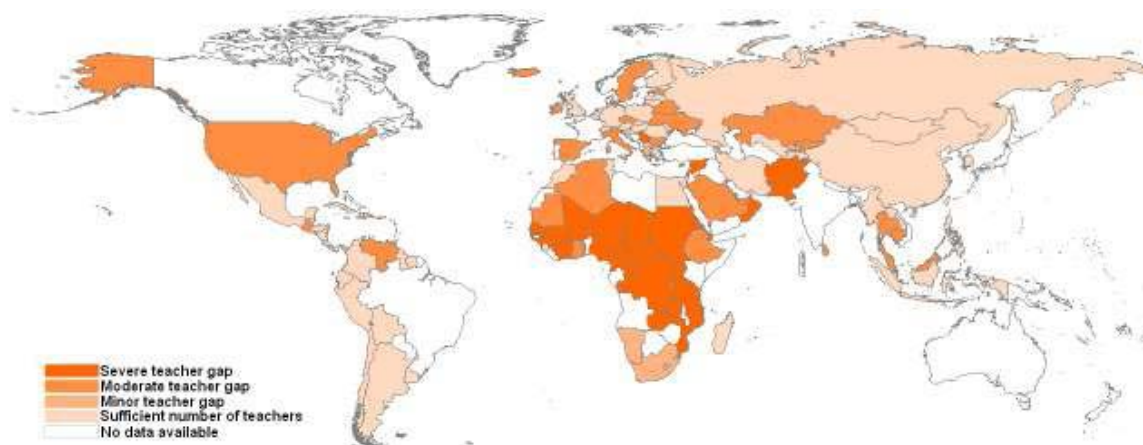 Severe teacher gap
Moderate teacher gap
Minor teacher gap
Sufficient number of teachers
No data available